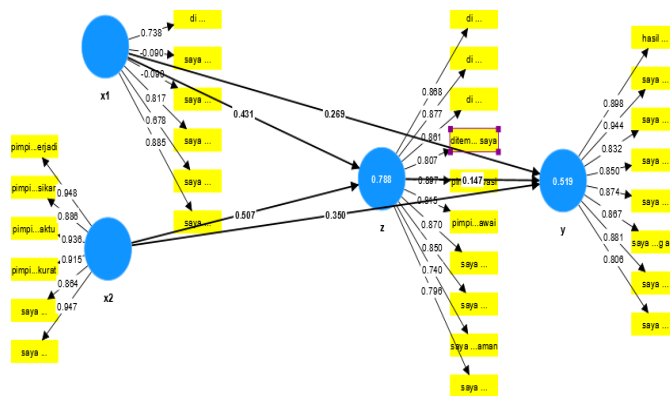 di ...
0.738
saya ...
-0.090
saya ...
-0.090
0.817
saya ...
0.678
saya ...
0.885
saya ...
x1
pimpi...erjadi
0.948
pimpi...sikar
0.886
pimpi...aktu
0.936
pimpi...kurat
0.915
saya ...
0.864
saya ...
0.947
x2
0.431
0.269
0.507
0.350
0.147
di ...
0.868
di ...
0.877
di ...
0.861
ditem... saya
0.807
0.897
0.815
pimpi...awai
0.870
saya ...
0.850
saya ...
0.740
saya ...aman
0.796
saya ...
0.788
z
hasil ...
0.898
saya ...
0.944
saya ...
0.832
saya ...
0.850
saya ...
0.874
saya ...g a
0.867
saya ...
0.881
saya ...
0.806
0.519
y